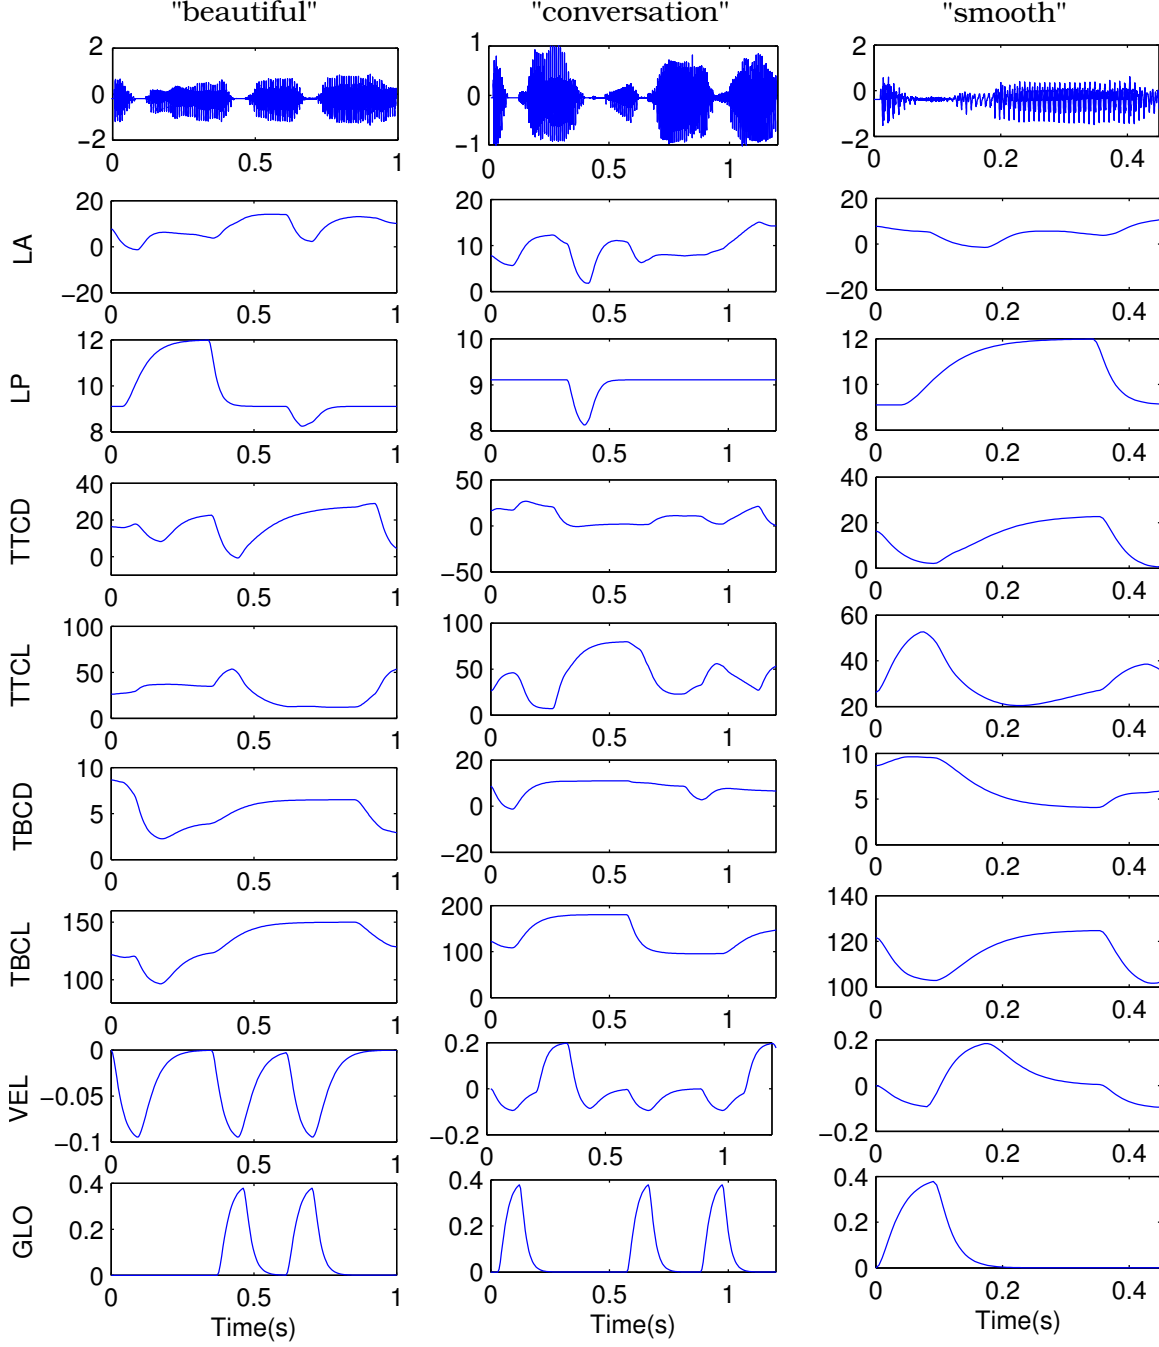 "beautiful" "conversation" "smooth"
2 1 2
0 0 0
−2 −1 −2
0 0.5 1 0 0.5 1 0 0.2 0.4
LA
20 20 20
0 10 0
−20 0 −20
0 0.5 1 0 0.5 1 0 0.2 0.4
LP
12 10 12
10 9 10
8 8 8
0 0.5 1 0 0.5 1 0 0.2 0.4
TTCD
40 50 40
20 0 20
0 −50 0
0 0.5 1 0 0.5 1 0 0.2 0.4
TTCL
100 100 60
50 50 40
0 0 20
0 0.5 1 0 0.5 1 0 0.2 0.4
TBCD
10 20 10
5 0 5
0 −20 0
0 0.5 1 0 0.5 1 0 0.2 0.4
TBCL
150 200 140
100 100 120
0 100
0 0.5 1 0 0.5 1 0 0.2 0.4
VEL
0 0.2 0.2
−0.05 0 0
−0.1 −0.2 −0.2
0 0.5 1 0 0.5 1 0 0.2 0.4
GLO
0.4 0.4 0.4
0.2 0.2 0.2
0 0 0
0 0.5 1 0 0.5 1 0 0.2 0.4
Time(s) Time(s) Time(s)